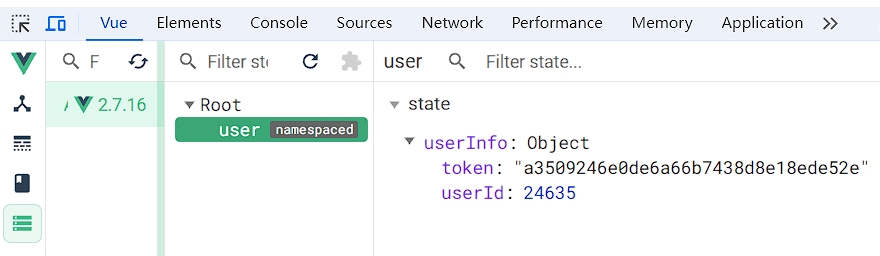 Vue Elements Console Sources Network Performance Memory Application
F Filter sta user Filter state...
2.7.16 Root state
user namespaced
userInfo: Object
token: "a3509246e0de6a66b7438d8e18ede52e"
userId: 24635